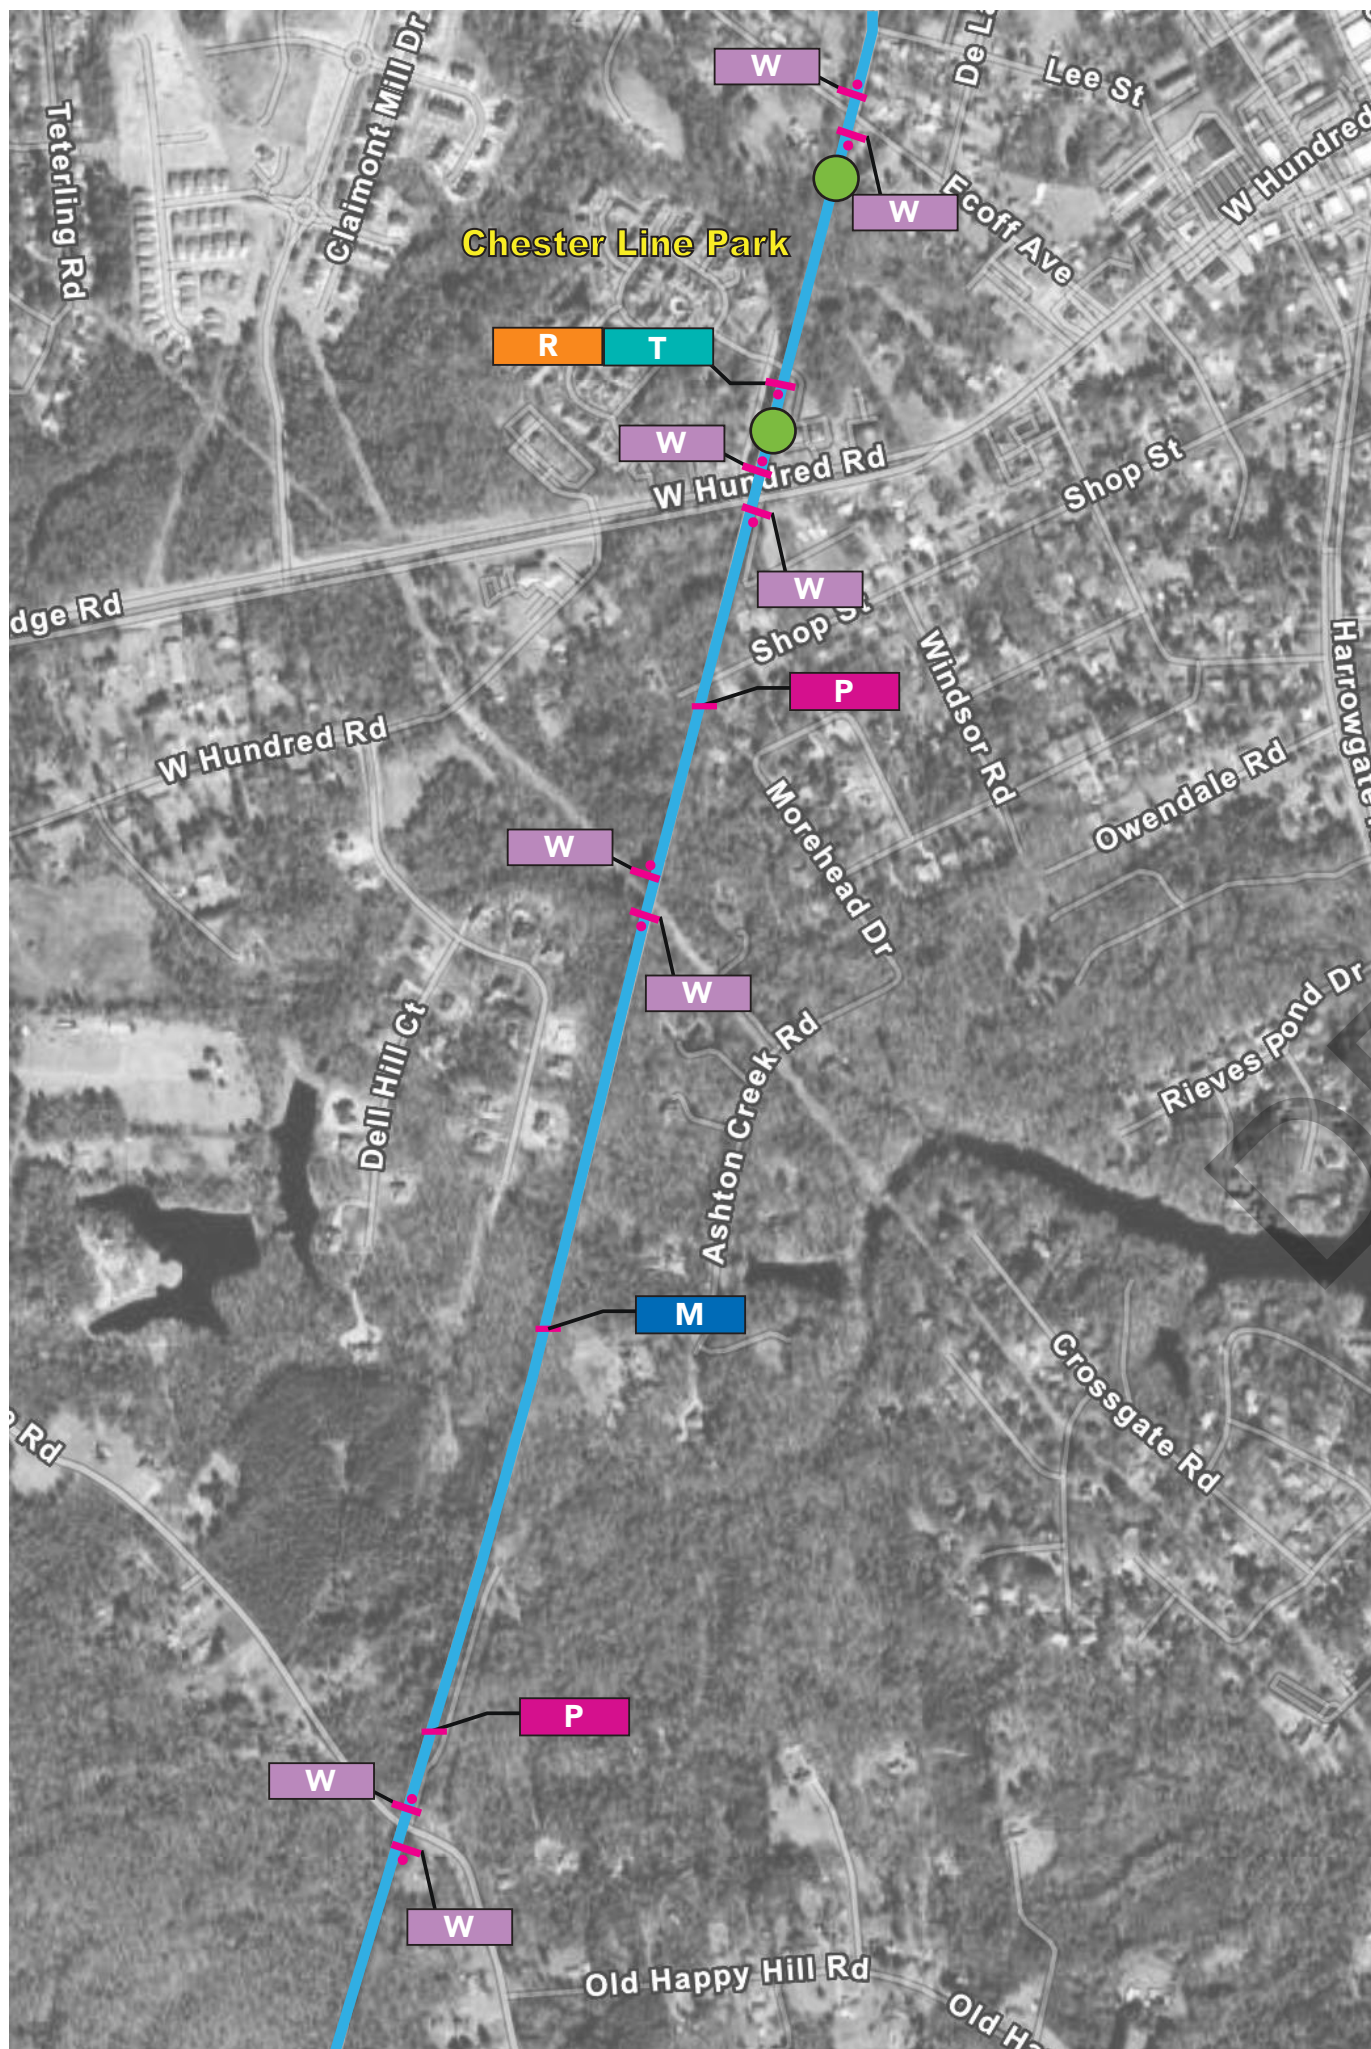 W
De La
Lee St
Claimont Mill Dr
Teterling Rd
W Hundred
W
Ecoff Ave
Chester Line Park
R T
W
W Hundred Rd
Shop St
W
dge Rd
Shop St
Harrowgate
Windsor Rd
P
W Hundred Rd
Owendale Rd
Morehead Dr
W
W
Rieves Pond Dr
Dell Hill Ct
Ashton Creek Rd
M
Crossgate Rd
Rd
P
W
W
Old Happy Hill Rd
Old Ha